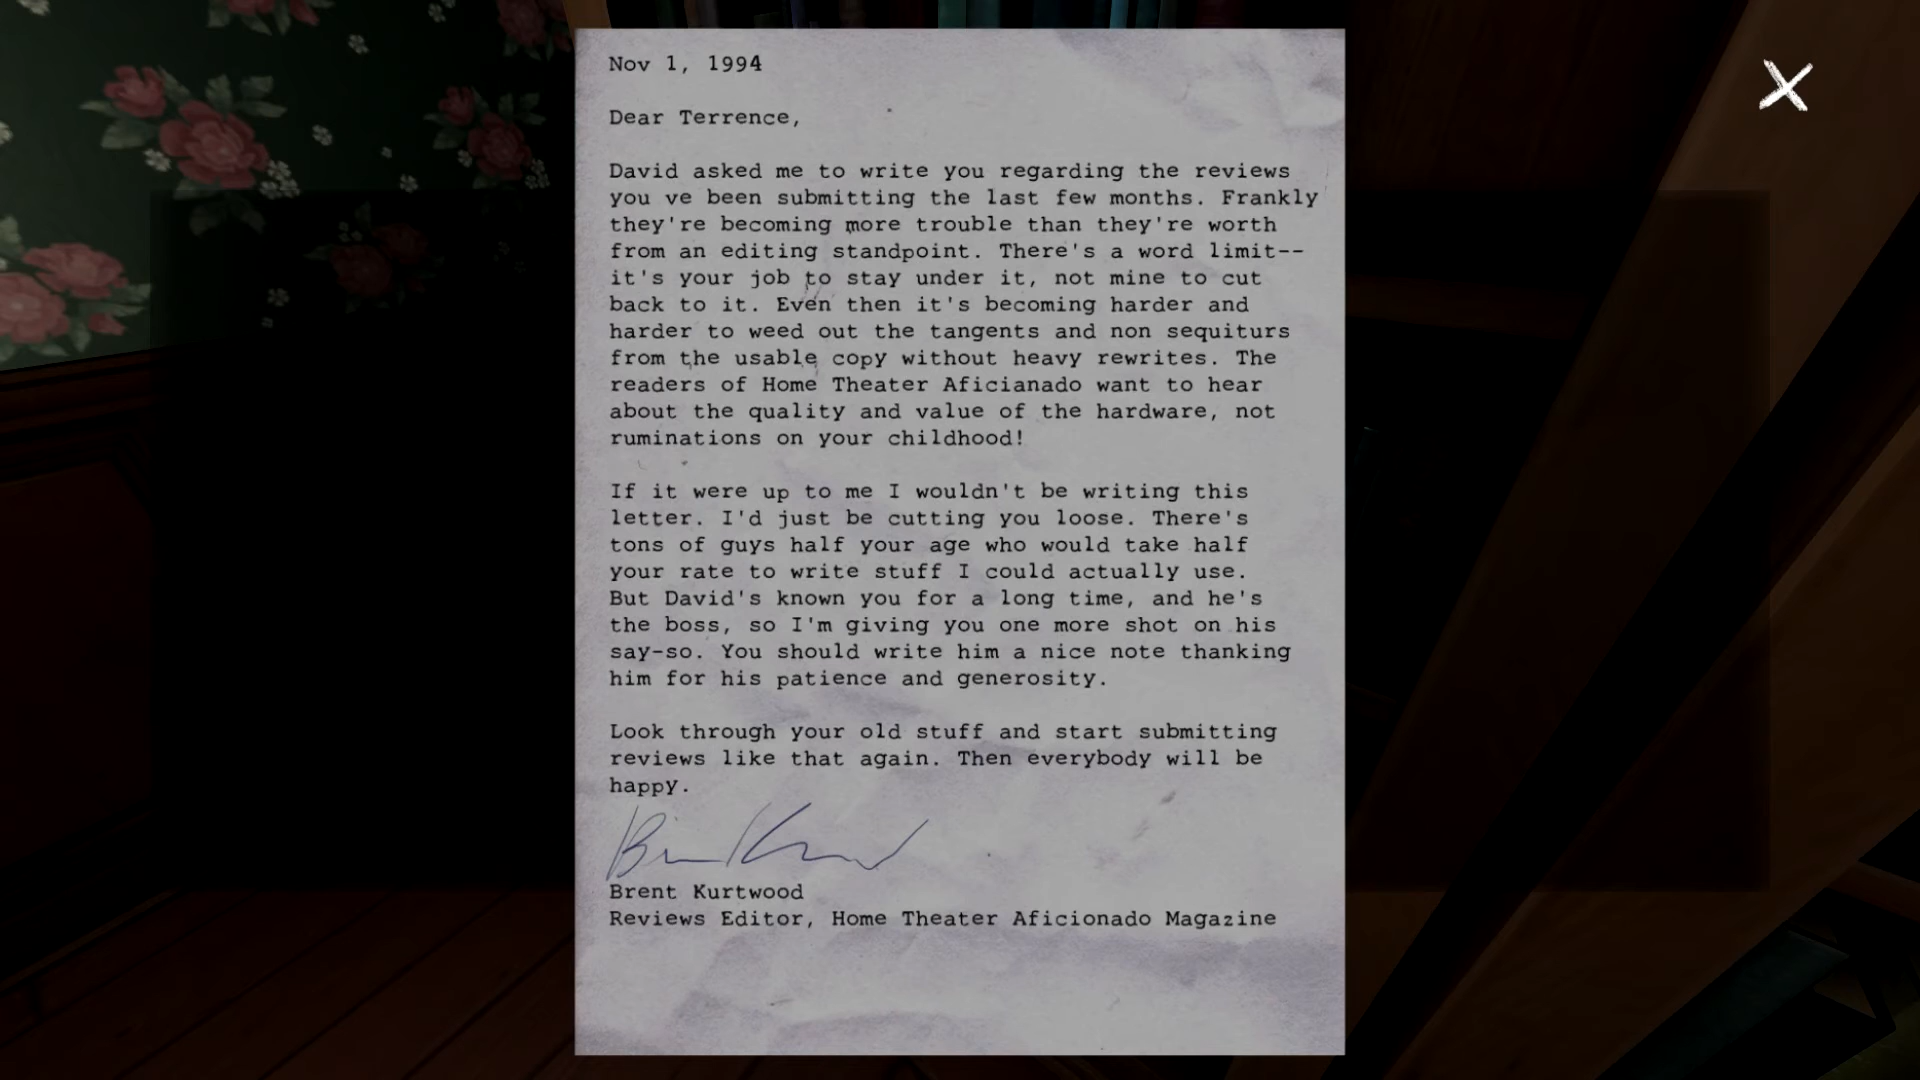 Nov 1, 1994
Dear Terrence,
David asked me to write you regarding the reviews
you ve been submitting the last few months. Frankly
they're becoming more trouble than they're worth
from an editing standpoint. There's a word limit--
it's your job to stay under it, not mine to cut
back to it. Even then it's becoming harder and
harder to weed out the tangents and non sequiturs
from the usable copy without heavy rewrites. The
readers of Home Theater Aficianado want to hear
about the quality and value of the hardware, not
ruminations on your childhood!
If it were up to me I wouldn't be writing this
letter. I'd just be cutting you loose. There's
tons of guys half your age who would take half
your rate to write stuff I could actually use.
But David's known you for a long time, and he's
the boss, so I'm giving you one more shot on his
say-so. You should write him a nice note thanking
him for his patience and generosity.
Look through your old stuff and start submitting
reviews like that again. Then everybody will be
happy.
Brent Kurtwood
Reviews Editor, Home Theater Aficionado Magazine